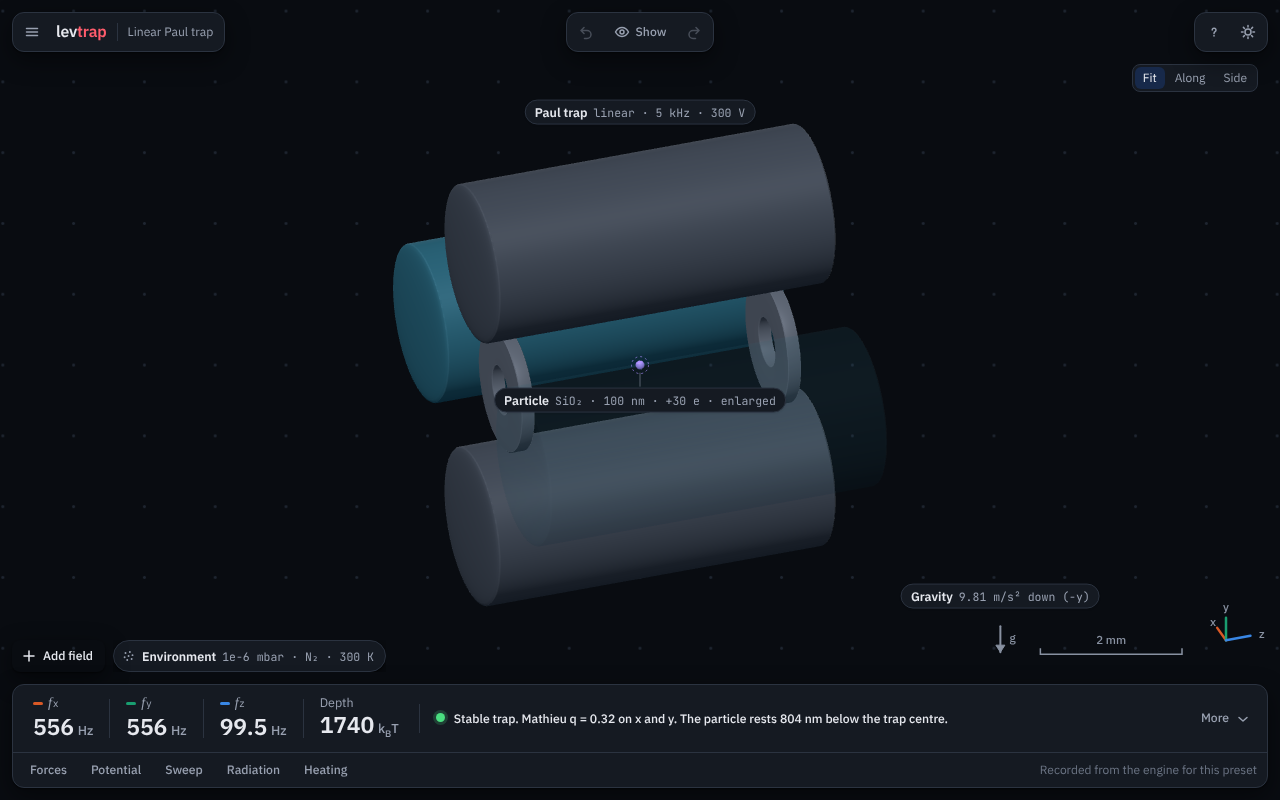 levtrap
Linear Paul trap
Show
?
Fit
Along
Side
Paul trap linear · 5 kHz · 300 V
Particle SiO₂ · 100 nm · +30 e · enlarged
Gravity 9.81 m/s² down (-y)
g
2 mm
y
x
z
Add field
Environment 1e-6 mbar · N₂ · 300 K
fx
556 Hz
fy
556 Hz
fz
99.5 Hz
Depth
1740 k_BT
Stable trap. Mathieu q = 0.32 on x and y. The particle rests 804 nm below the trap centre.
More
Forces
Potential
Sweep
Radiation
Heating
Recorded from the engine for this preset